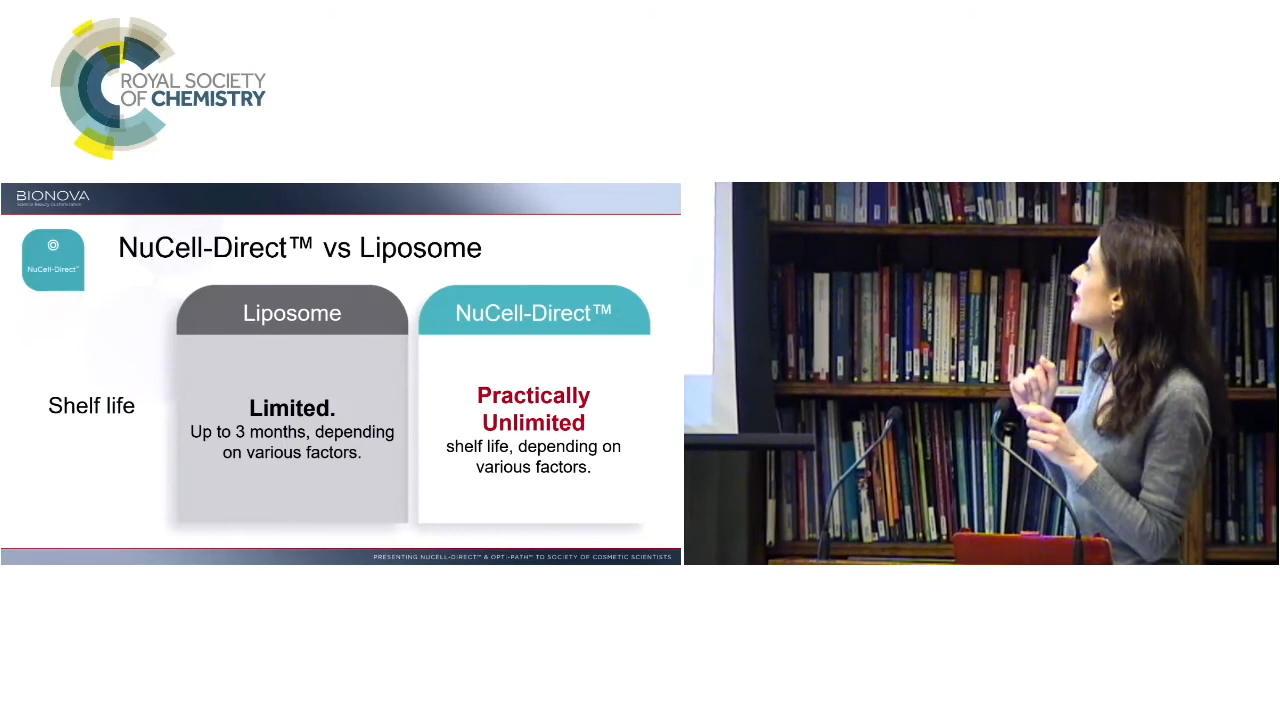 ROYAL SOCIETY
OF CHEMISTRY
BIONOVA
NuCell-Direct™
NuCell-Direct™ vs Liposome
Liposome
NuCell-Direct™
Shelf life
Limited.
Up to 3 months, depending
on various factors.
Practically
Unlimited
shelf life, depending on
various factors.
PRESENTING NUCELL-DIRECT™ & OPTI-PATH™ TO SOCIETY OF COSMETIC SCIENTISTS